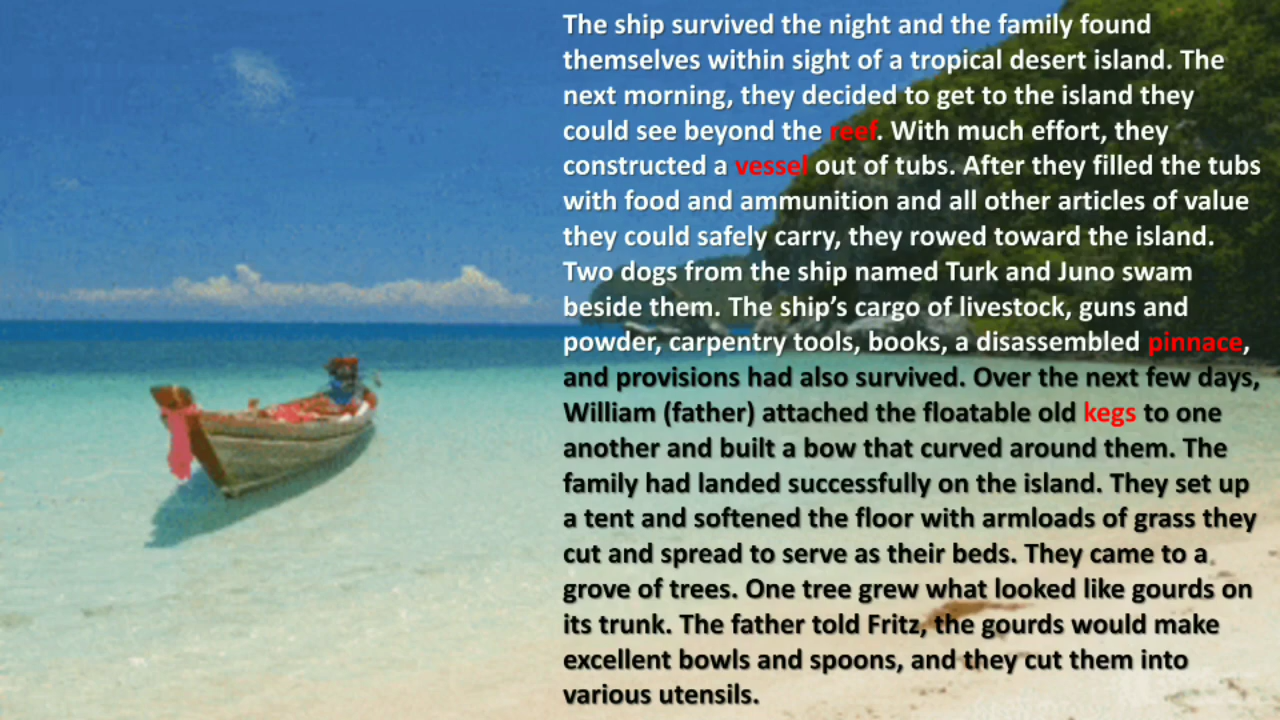 The ship survived the night and the family found
themselves within sight of a tropical desert island. The
next morning, they decided to get to the island they
could see beyond the reef. With much effort, they
constructed a vessel out of tubs. After they filled the tubs
with food and ammunition and all other articles of value
they could safely carry, they rowed toward the island.
Two dogs from the ship named Turk and Juno swam
beside them. The ship’s cargo of livestock, guns and
powder, carpentry tools, books, a disassembled pinnace,
and provisions had also survived. Over the next few days,
William (father) attached the floatable old kegs to one
another and built a bow that curved around them. The
family had landed successfully on the island. They set up
a tent and softened the floor with armloads of grass they
cut and spread to serve as their beds. They came to a
grove of trees. One tree grew what looked like gourds on
its trunk. The father told Fritz, the gourds would make
excellent bowls and spoons, and they cut them into
various utensils.